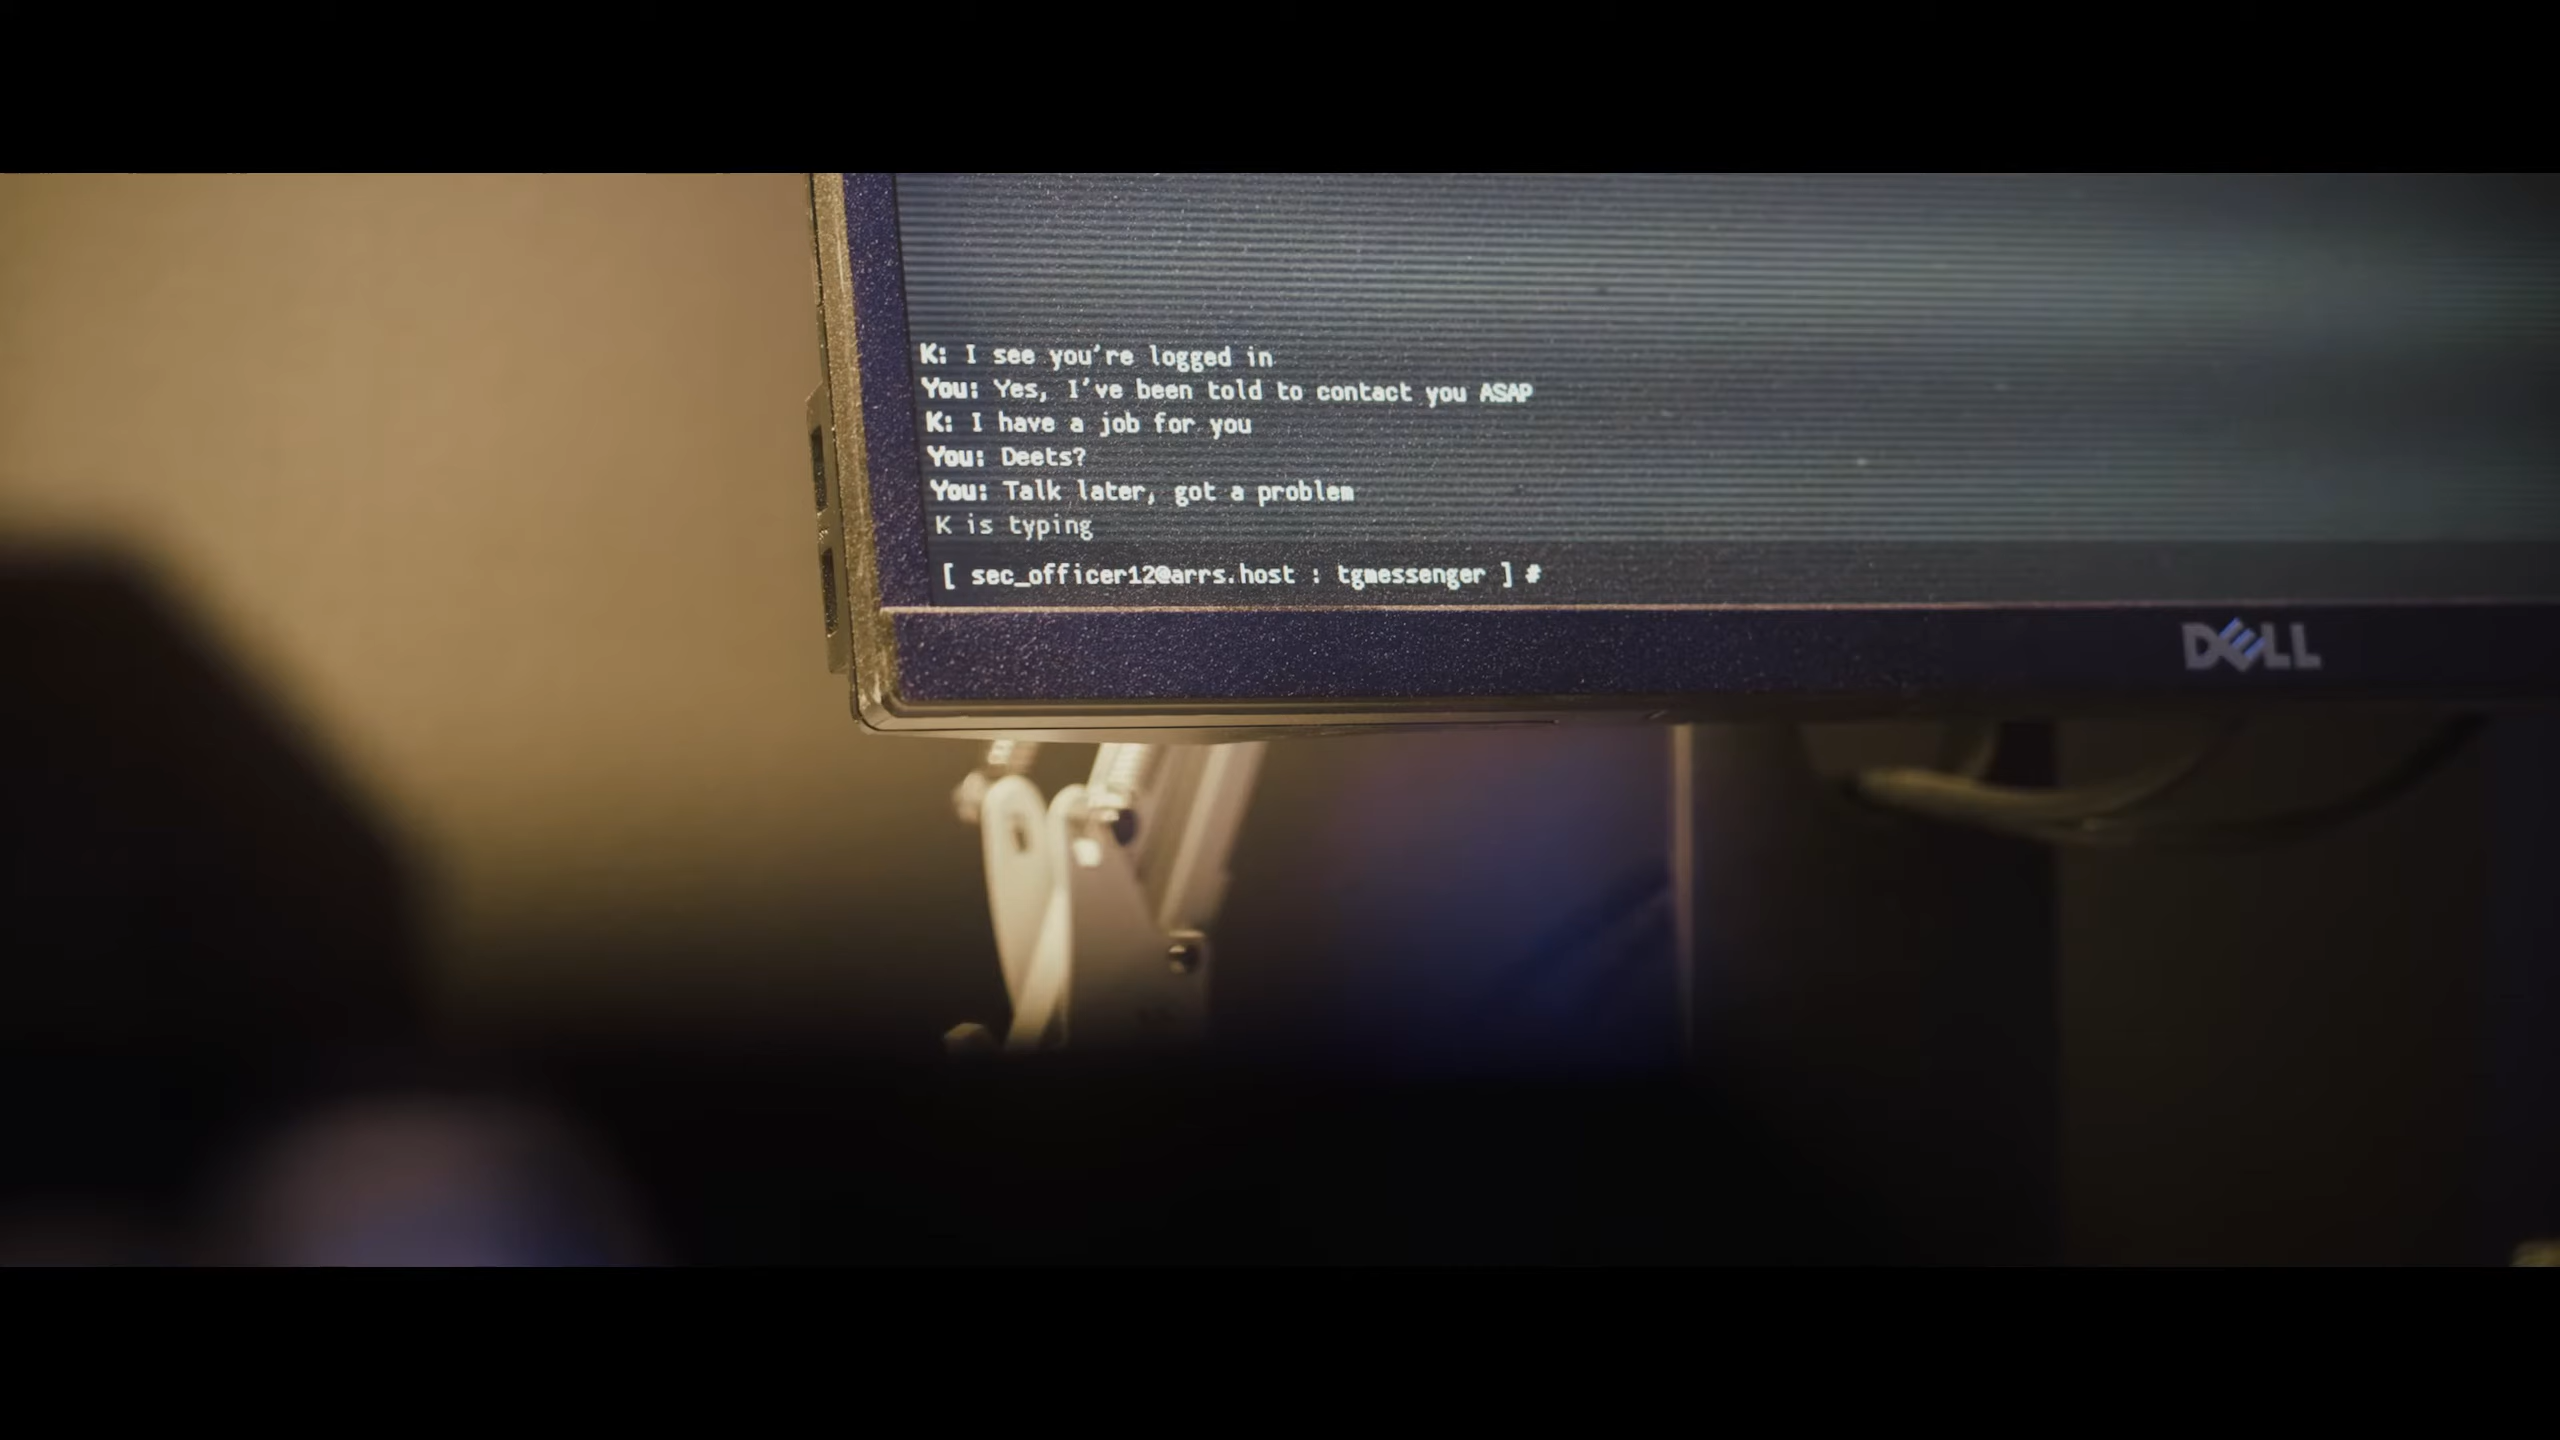 K: I see you're logged in
You: Yes, I've been told to contact you ASAP
K: I have a job for you
You: Deets?
You: Talk later, got a problem
K is typing
[ sec_officer12@arrs.host : tgmessenger ] #
DELL